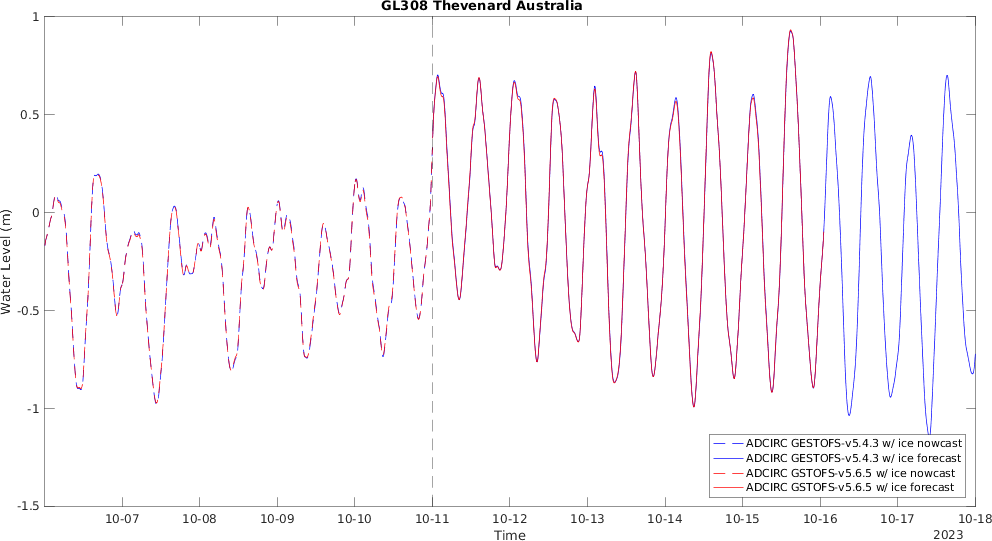 GL308 Thevenard Australia
1
0.5
0
-0.5
-1
-1.5
Water Level (m)
ADCIRC GESTOFS-v5.4.3 w/ ice nowcast
ADCIRC GESTOFS-v5.4.3 w/ ice forecast
ADCIRC GSTOFS-v5.6.5 w/ ice nowcast
ADCIRC GSTOFS-v5.6.5 w/ ice forecast
10-07 10-08 10-09 10-10 10-11 10-12 10-13 10-14 10-15 10-16 10-17 10-18
Time
2023